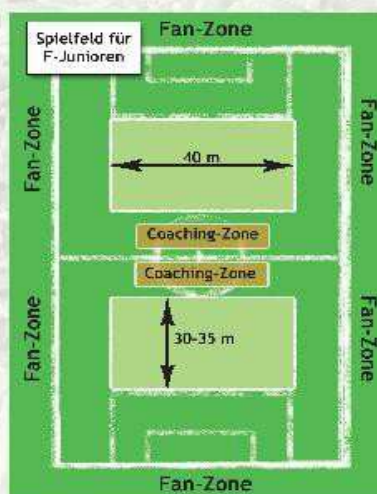 Fan-Zone
Spielfeld für
F-Junioren
Fan-Zone
Fan-Zone
40 m
Coaching-Zone
Coaching-Zone
Fan-Zone
Fan-Zone
30-35 m
Fan-Zone